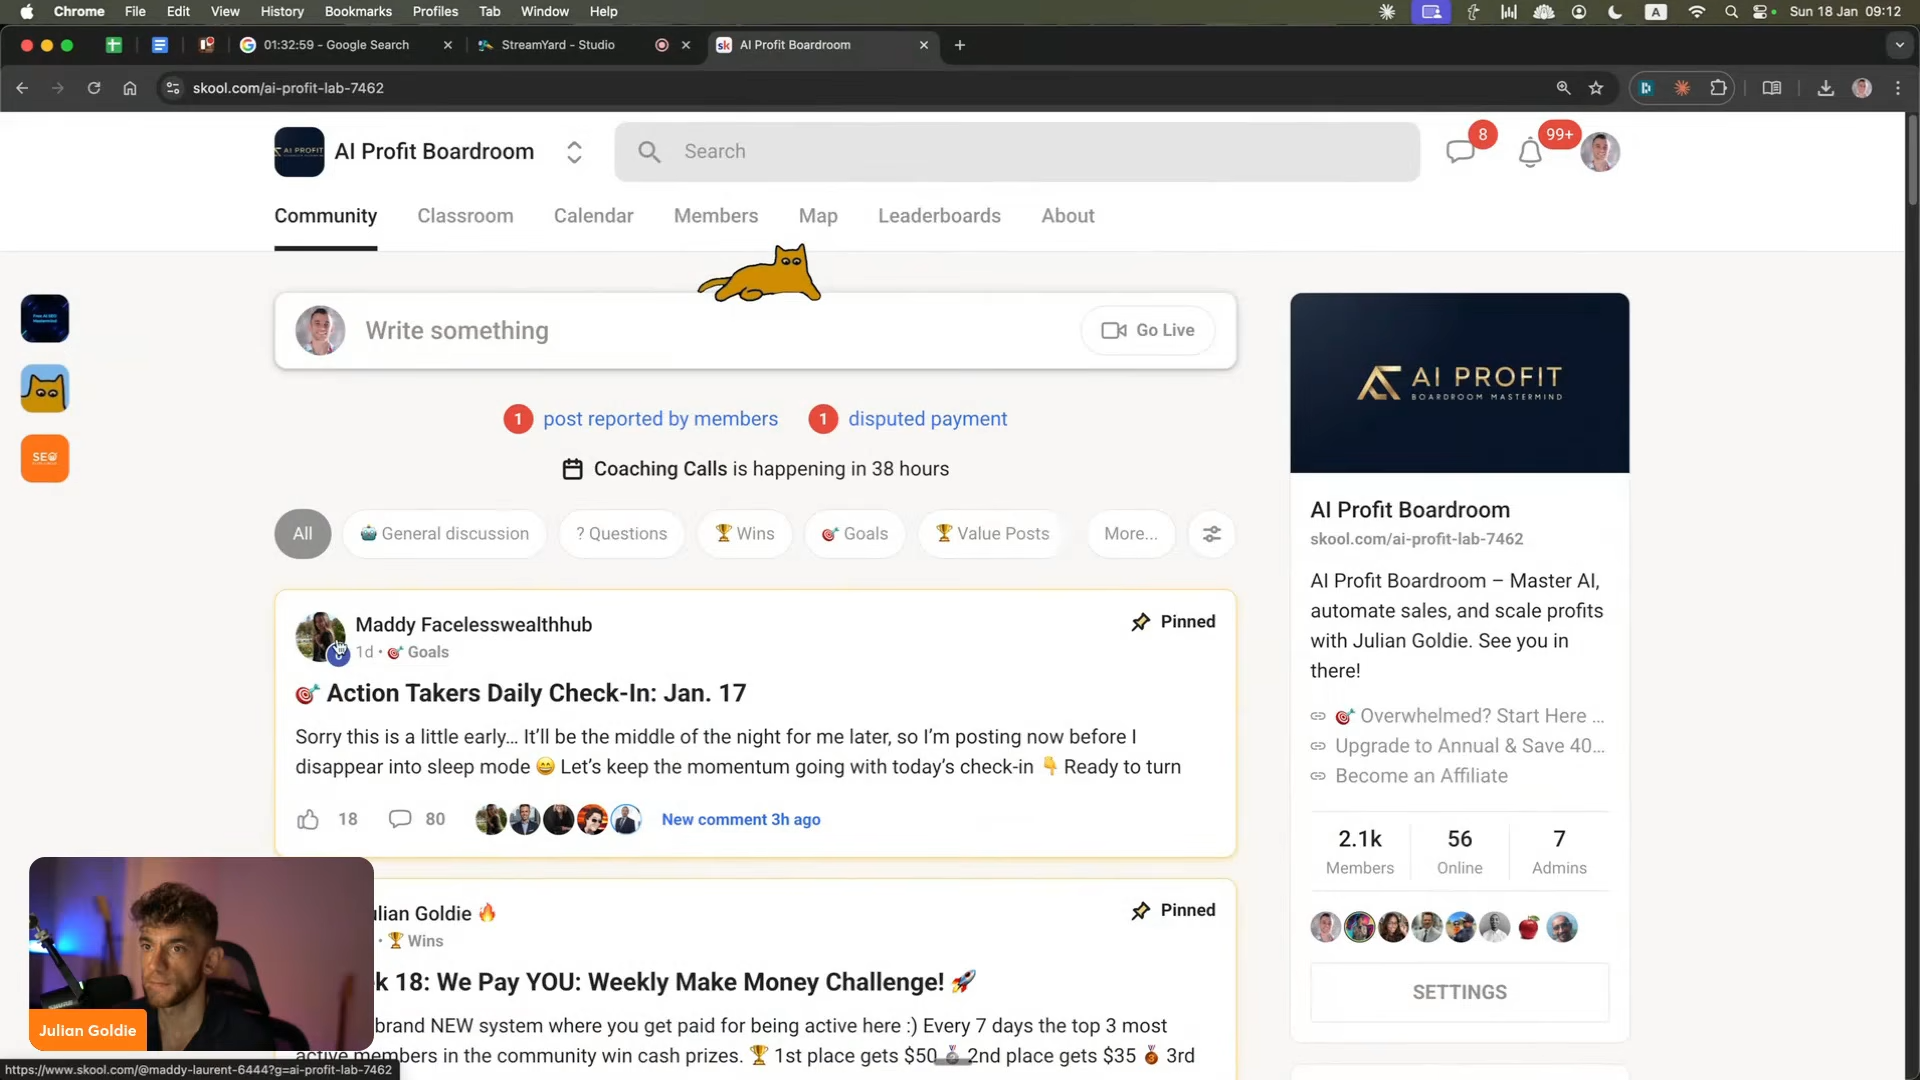 Chrome File Edit View History Bookmarks Profiles Tab Window Help
A Sun 18 Jan 09:12
01:32:59 - Google Search
StreamYard - Studio
sk AI Profit Boardroom
skool.com/ai-profit-lab-7462
AI PROFIT
AI Profit Boardroom
Search
8
99+
Community Classroom Calendar Members Map Leaderboards About
Write something
Go Live
1 post reported by members 1 disputed payment
Coaching Calls is happening in 38 hours
All 🤖 General discussion ? Questions 🏆 Wins 🎯 Goals 🏆 Value Posts More...
Maddy Facelesswealthhub
1d • 🎯 Goals
Pinned
🎯 Action Takers Daily Check-In: Jan. 17
Sorry this is a little early… It’ll be the middle of the night for me later, so I’m posting now before I
disappear into sleep mode 😄 Let’s keep the momentum going with today’s check-in 👇 Ready to turn
18 80 New comment 3h ago
ulian Goldie 🔥
• 🏆 Wins
Pinned
k 18: We Pay YOU: Weekly Make Money Challenge! 🚀
brand NEW system where you get paid for being active here :) Every 7 days the top 3 most
active members in the community win cash prizes. 🏆 1st place gets $50 🥈 2nd place gets $35 🥉 3rd
AI PROFIT
BOARDROOM MASTERMIND
AI Profit Boardroom
skool.com/ai-profit-lab-7462
AI Profit Boardroom – Master AI,
automate sales, and scale profits
with Julian Goldie. See you in
there!
🎯 Overwhelmed? Start Here ...
Upgrade to Annual & Save 40...
Become an Affiliate
2.1k 56 7
Members Online Admins
SETTINGS
SEO
Julian Goldie
https://www.skool.com/@maddy-laurent-6444?g=ai-profit-lab-7462